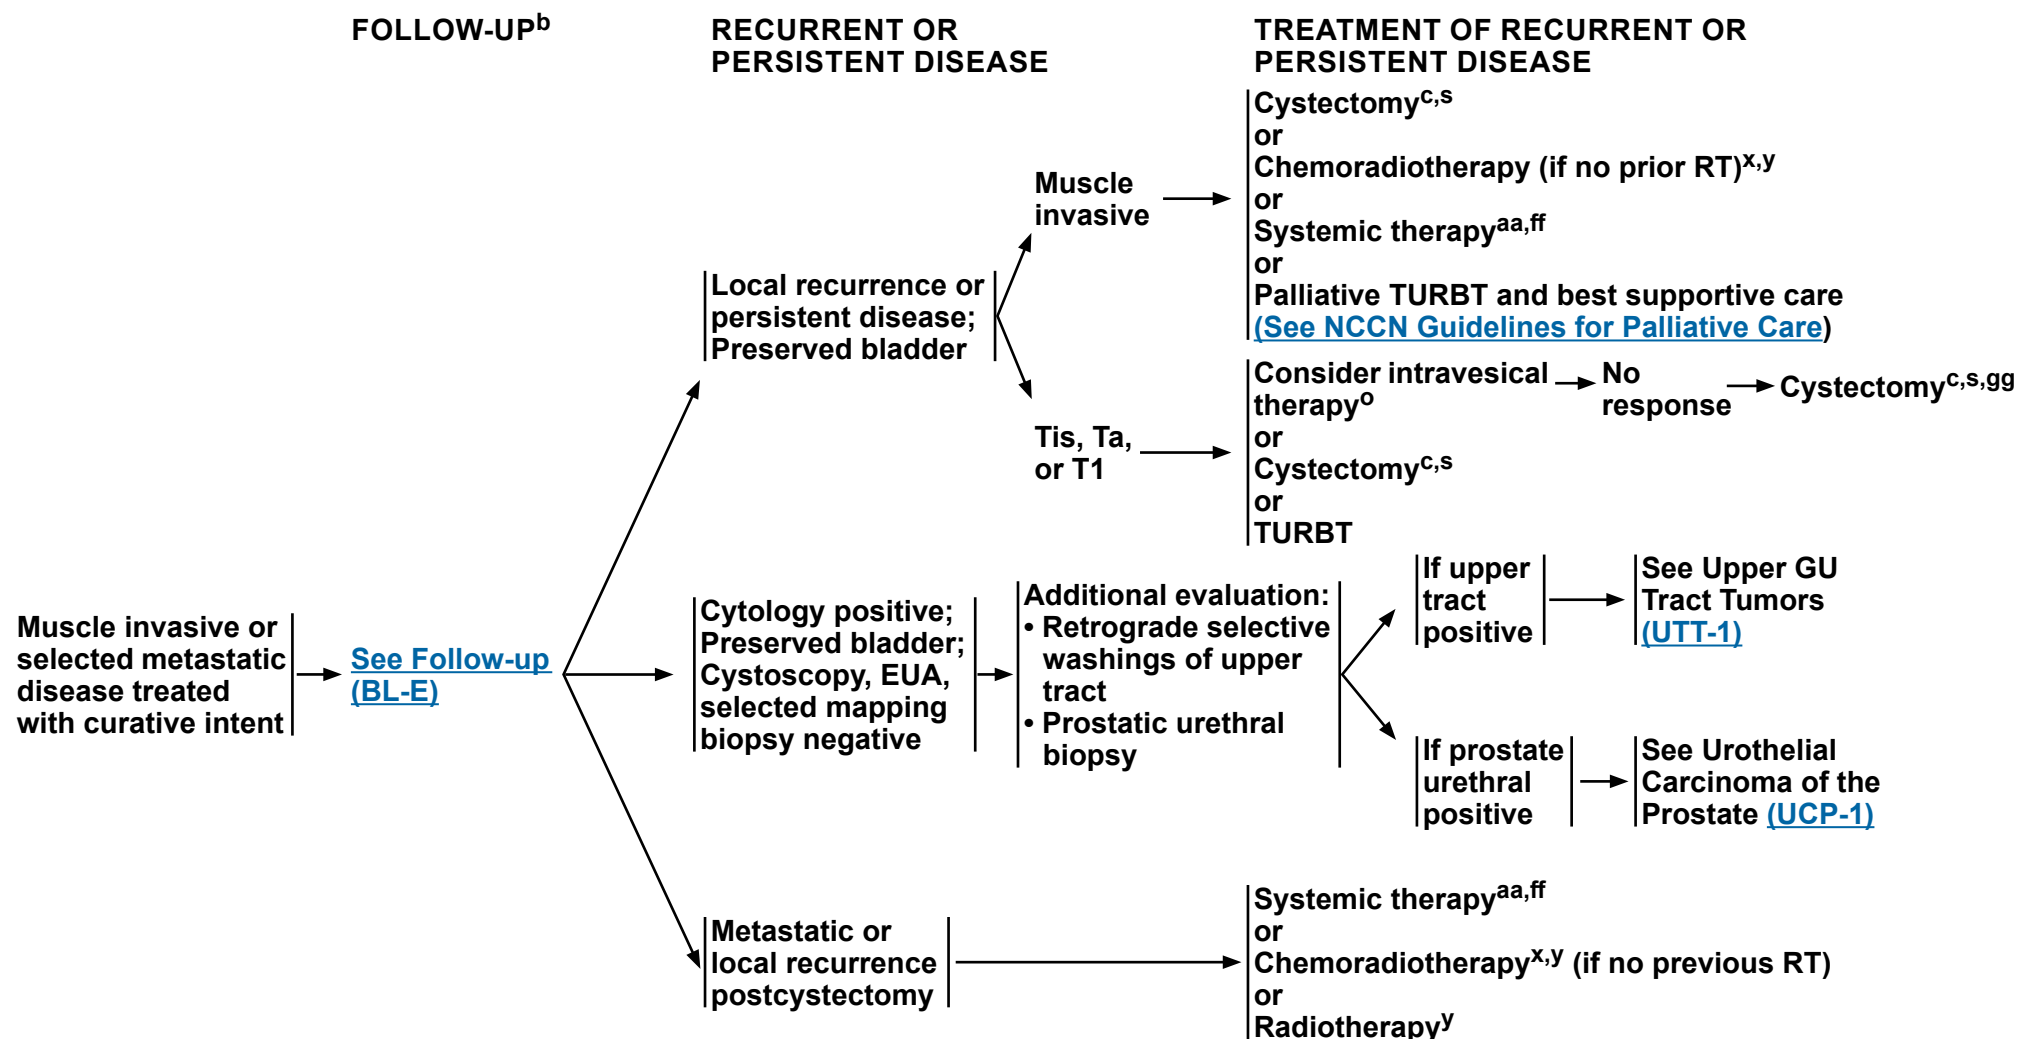 FOLLOW-UPb
RECURRENT OR
PERSISTENT DISEASE
TREATMENT OF RECURRENT OR
PERSISTENT DISEASE
Muscle invasive or
selected metastatic
disease treated
with curative intent
See Follow-up
(BL-E)
Local recurrence or
persistent disease;
Preserved bladder
Muscle
invasive
Cystectomyc,s
or
Chemoradiotherapy (if no prior RT)x,y
or
Systemic therapyaa,ff
or
Palliative TURBT and best supportive care
(See NCCN Guidelines for Palliative Care)
Tis, Ta,
or T1
Consider intravesical
therapyo
or
Cystectomyc,s
or
TURBT
No
response
Cystectomyc,s,gg
Cytology positive;
Preserved bladder;
Cystoscopy, EUA,
selected mapping
biopsy negative
Additional evaluation:
• Retrograde selective
washings of upper
tract
• Prostatic urethral
biopsy
If upper
tract
positive
See Upper GU
Tract Tumors
(UTT-1)
If prostate
urethral
positive
See Urothelial
Carcinoma of the
Prostate (UCP-1)
Metastatic or
local recurrence
postcystectomy
Systemic therapyaa,ff
or
Chemoradiotherapyx,y (if no previous RT)
or
Radiotherapyy